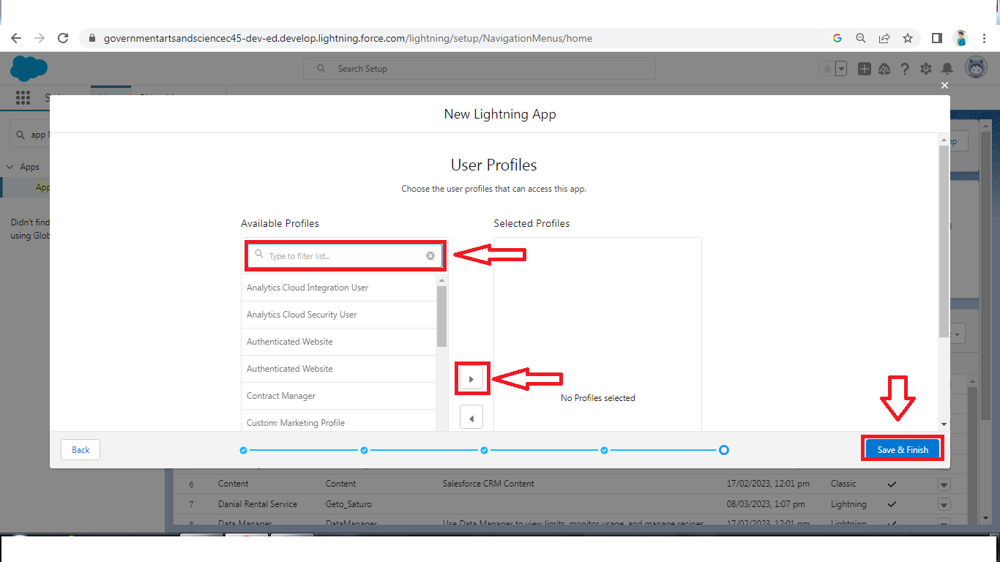 governmentartsandsciencec45-dev-ed.develop.lightning.force.com/lightning/setup/NavigationMenus/home
Search Setup
New Lightning App
app
Apps
App
Didn't find
using Glob
User Profiles
Choose the user profiles that can access this app.
Available Profiles
Selected Profiles
Type to filter list...
Analytics Cloud Integration User
Analytics Cloud Security User
Authenticated Website
Authenticated Website
Contract Manager
Custom: Marketing Profile
No Profiles selected
Back
Save & Finish
6 Content Content Salesforce CRM Content 17/02/2023, 12:01 pm Classic
7 Danial Rental Service Geto_Saturo 08/03/2023, 1:07 pm Lightning
8 Data Manager DataManager Use Data Manager to view limits, monitor usage, and manage recipes 17/02/2023, 12:01 pm Lightning